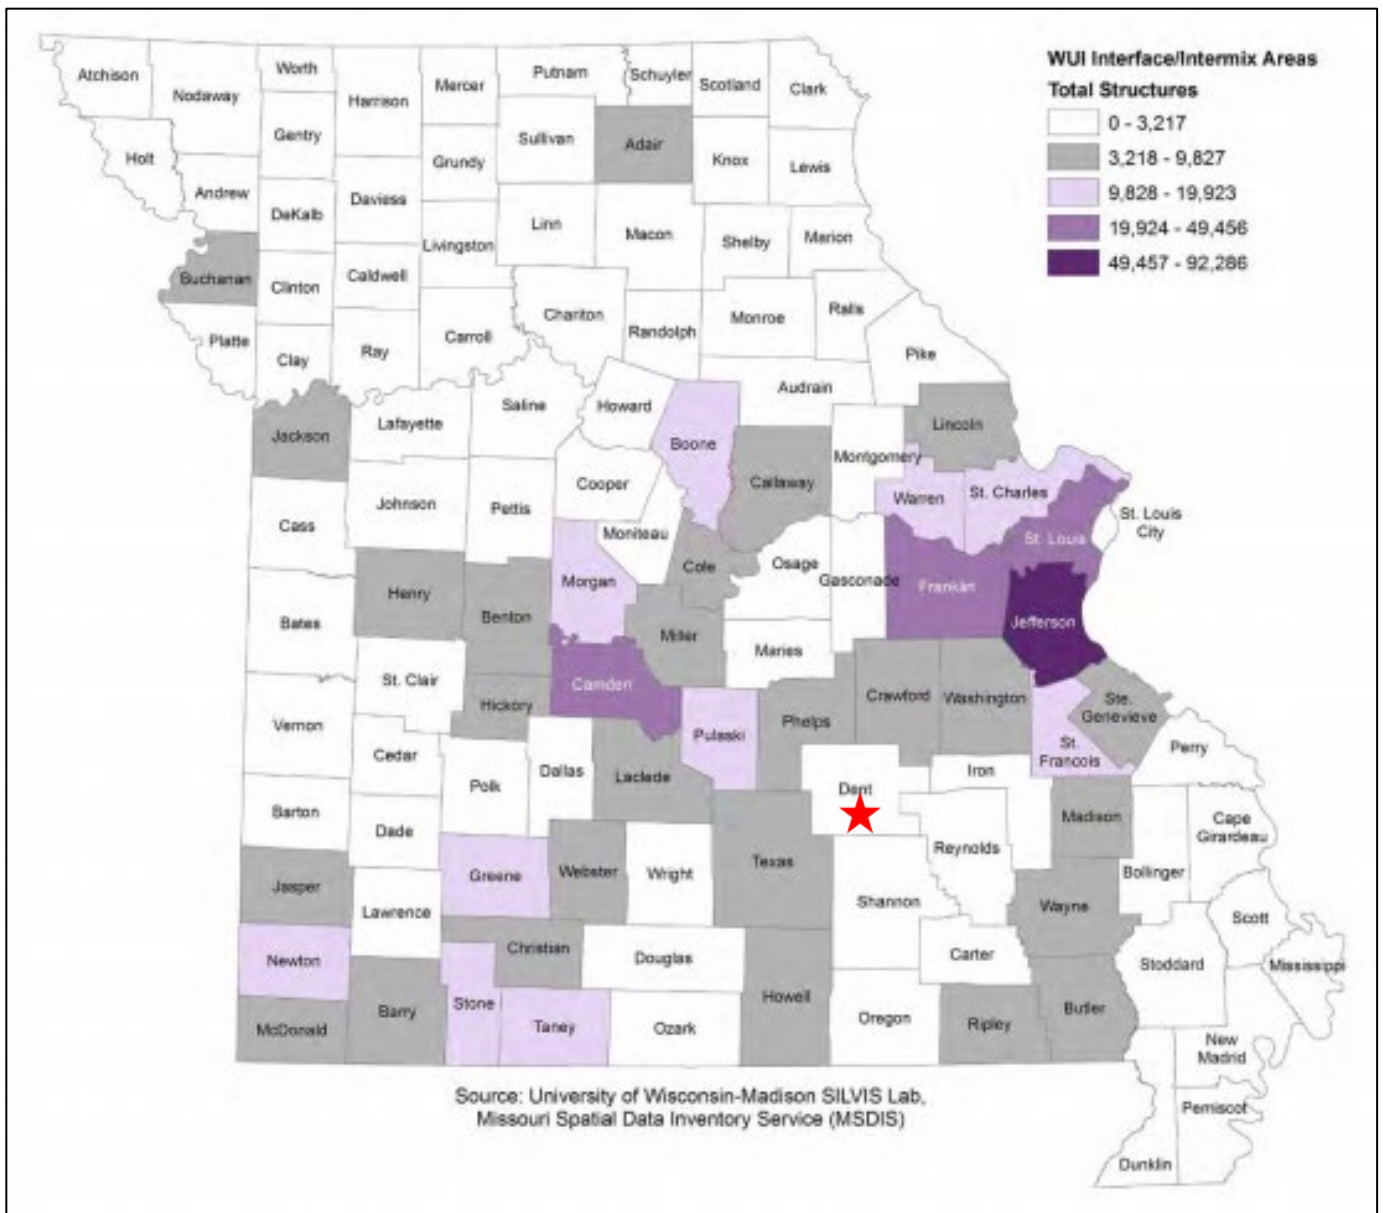 WUI Interface/Intermix Areas
Total Structures
0 - 3,217
3,218 - 9,827
9,828 - 19,923
19,924 - 49,456
49,457 - 92,286
Atchison
Nodaway
Worth
Harrison
Mercer
Putnam
Schuyler
Scotland
Clark
Gentry
Sullivan
Adair
Holt
Grundy
Knox
Lewis
Andrew
DeKalb
Daviess
Linn
Macon
Livingston
Shelby
Marion
Buchanan
Clinton
Caldwell
Chariton
Randolph
Monroe
Ralls
Platte
Clay
Ray
Carroll
Pike
Audrain
Jackson
Lafayette
Saline
Howard
Boone
Lincoln
Montgomery
Callaway
Cooper
Warren
St. Charles
Johnson
Pettis
Cass
Moniteau
St. Louis
City
St. Louis
Osage
Cole
Gasconade
Morgan
Franklin
Henry
Benton
Bates
Miller
Jefferson
Maries
St. Clair
Camden
Hickory
Crawford
Washington
Ste.
Genevieve
Phelps
Vernon
Pulaski
St.
Francois
Perry
Cedar
Dallas
Laclede
Iron
Polk
Dent
Barton
Dade
Madison
Cape
Girardeau
Reynolds
Texas
Greene
Webster
Wright
Bollinger
Jasper
Lawrence
Shannon
Wayne
Scott
Christian
Newton
Douglas
Carter
Stoddard
Mississippi
Stone
Howell
Barry
McDonald
Taney
Ozark
Oregon
Ripley
Butler
New
Madrid
Pemiscot
Dunklin
Source: University of Wisconsin-Madison SILVIS Lab,
Missouri Spatial Data Inventory Service (MSDIS)